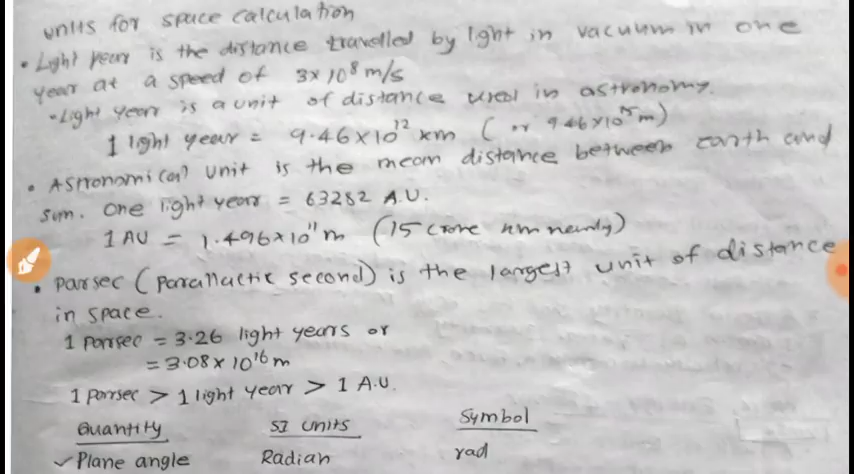 units for space calculation
• Light year is the distance travelled by light in vacuum in one
year at a speed of 3x10⁸ m/s
• Light year is a unit of distance used in astronomy.
1 light year = 9.46x10¹² km ( or 9.46x10¹⁵ m)
• Astronomical unit is the mean distance between earth and
sun. One light year = 63282 A.U.
1 AU = 1.496x10¹¹ m (15 crore km nearly)
• parsec (parallactic second) is the largest unit of distance
in space.
1 parsec = 3.26 light years or
= 3.08x10¹⁶ m
1 parsec > 1 light year > 1 A.U.
Quantity SI units Symbol
✓ Plane angle Radian rad